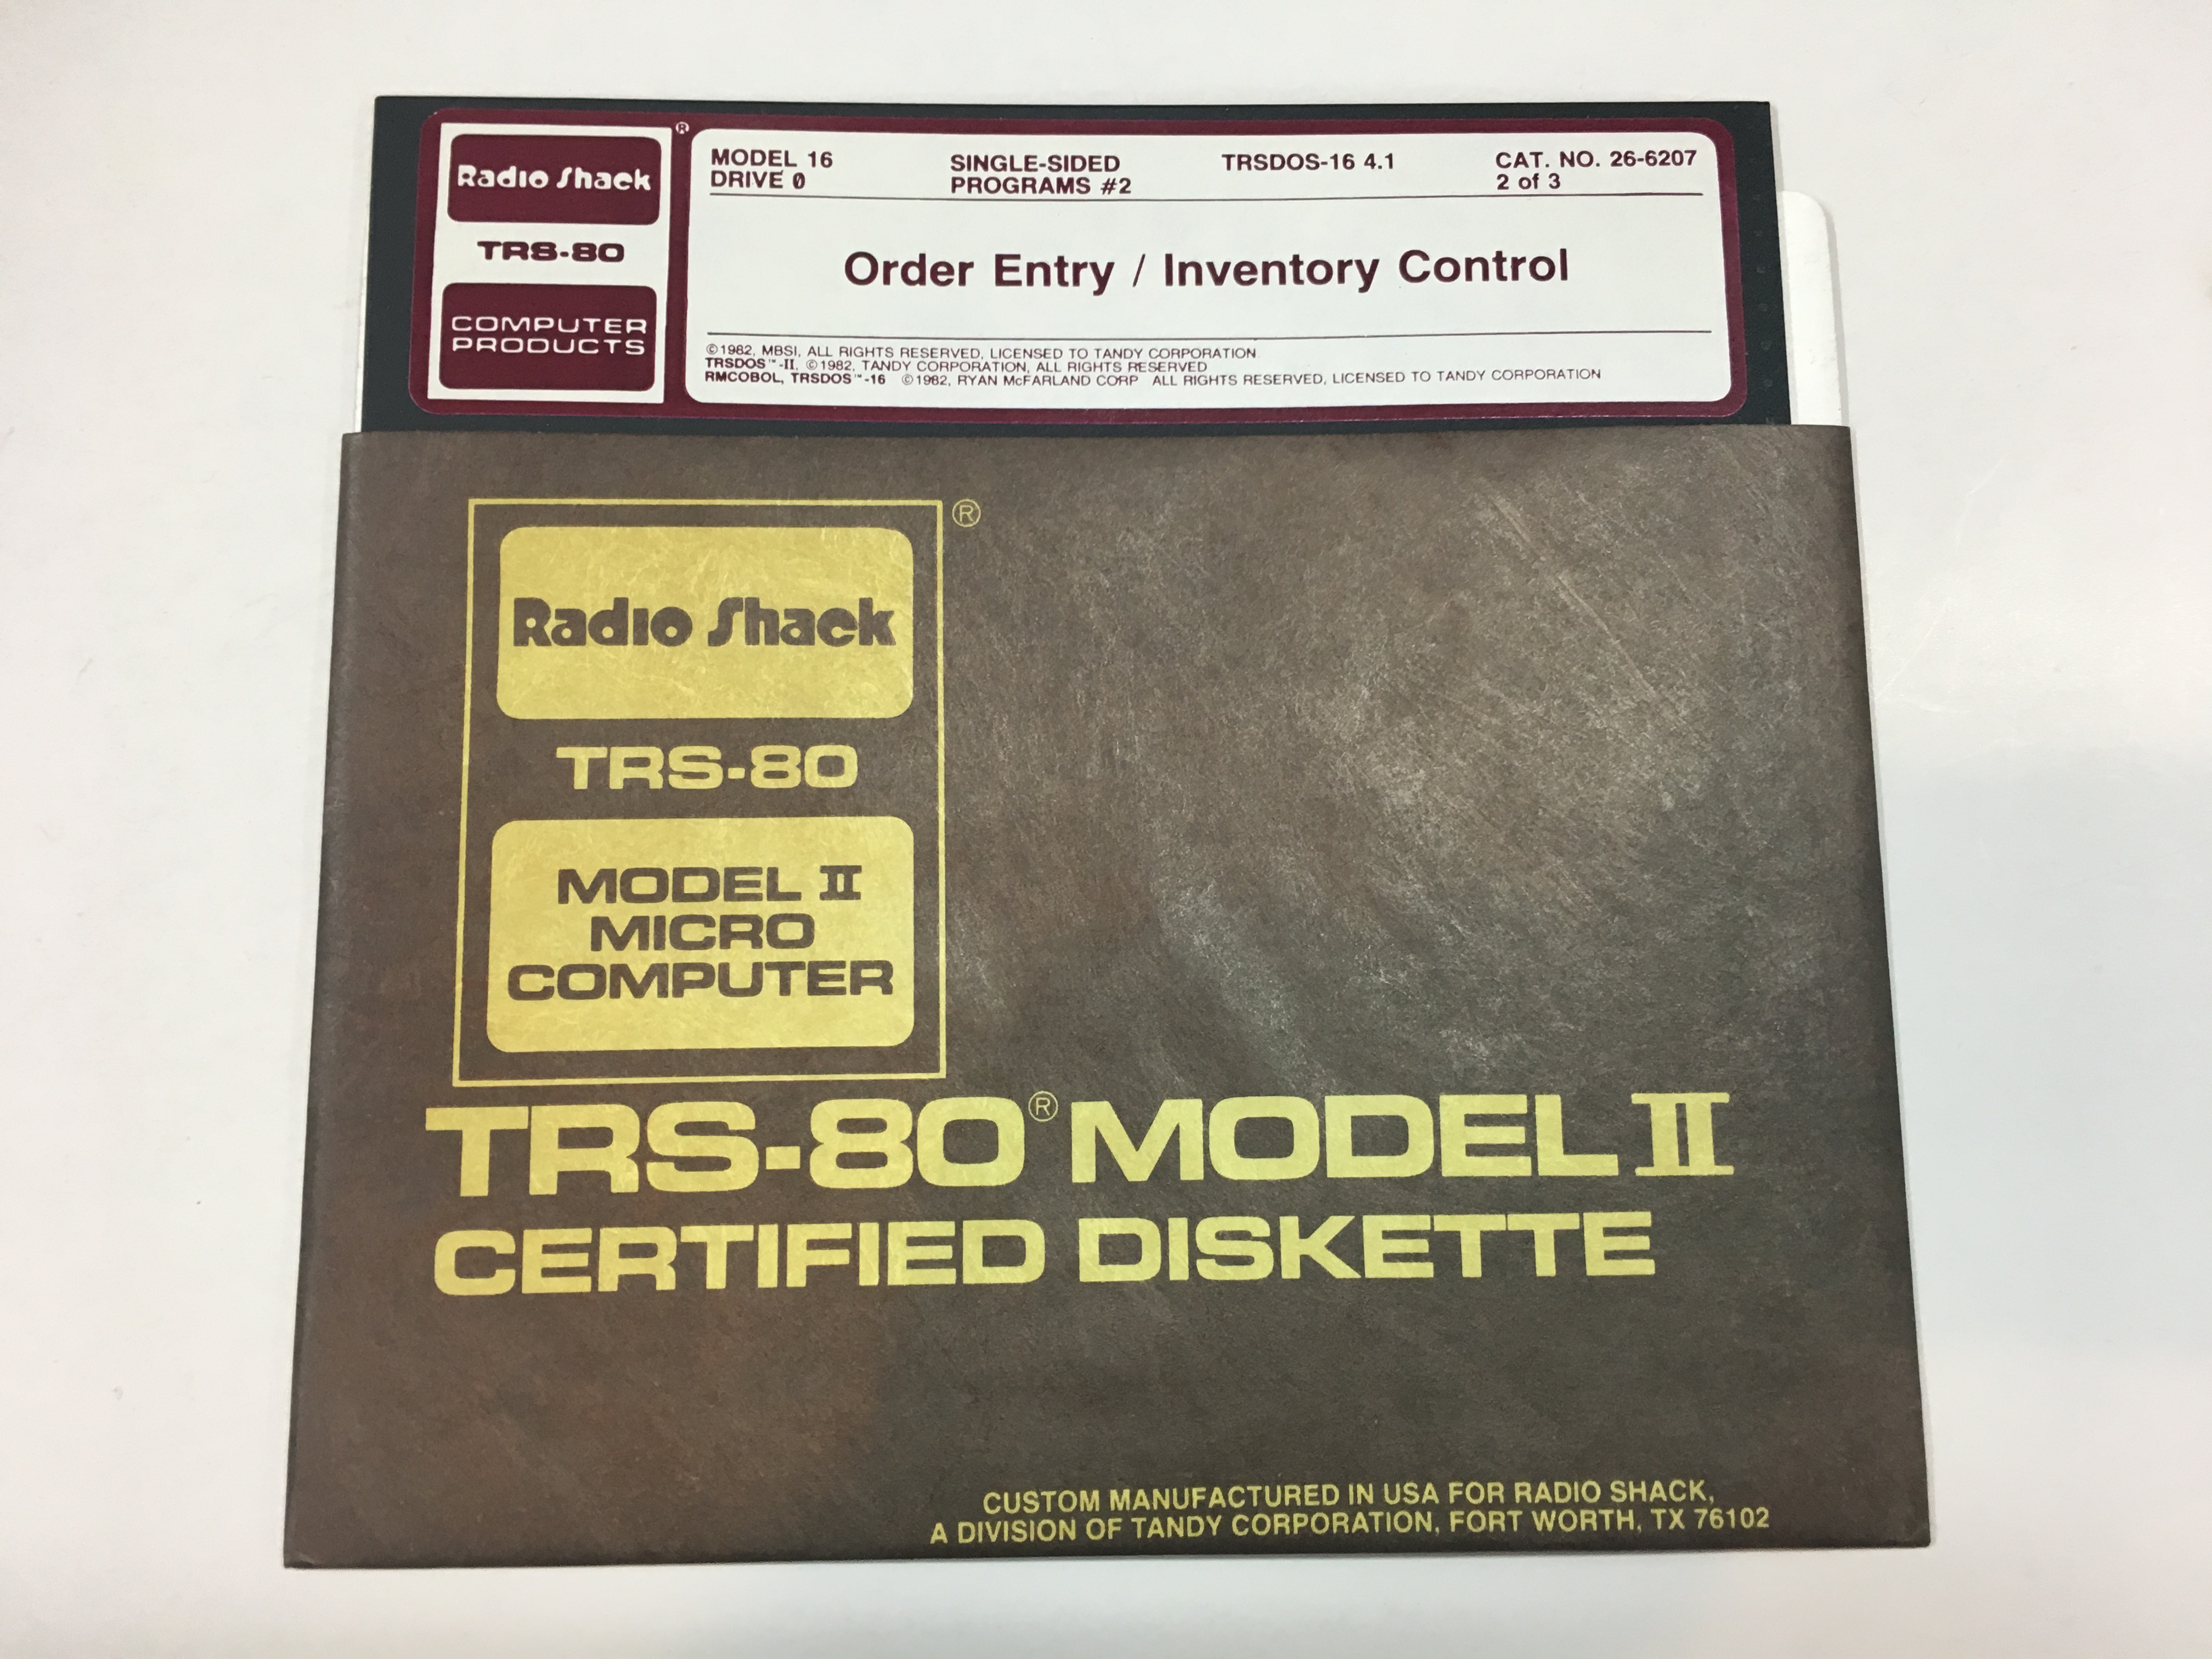 Radio Shack
®
TRS-80
COMPUTER
PRODUCTS
MODEL 16
DRIVE 0
SINGLE-SIDED
PROGRAMS #2
TRSDOS-16 4.1
CAT. NO. 26-6207
2 of 3
Order Entry / Inventory Control
©1982, MBSI, ALL RIGHTS RESERVED, LICENSED TO TANDY CORPORATION
TRSDOS™-II, ©1982, TANDY CORPORATION, ALL RIGHTS RESERVED
RMCOBOL, TRSDOS™-16 ©1982, RYAN McFARLAND CORP ALL RIGHTS RESERVED, LICENSED TO TANDY CORPORATION
®
Radio Shack
TRS-80
MODEL II
MICRO
COMPUTER
TRS-80® MODEL II
CERTIFIED DISKETTE
CUSTOM MANUFACTURED IN USA FOR RADIO SHACK,
A DIVISION OF TANDY CORPORATION, FORT WORTH, TX 76102